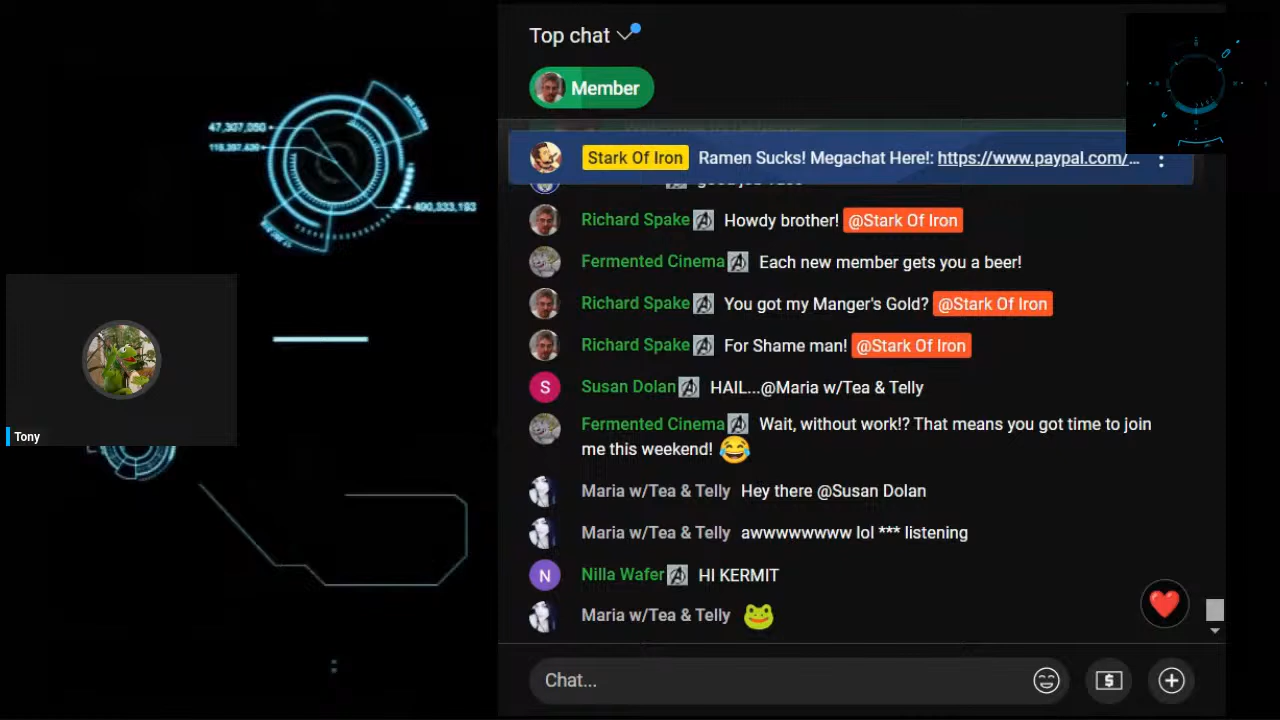 Top chat
Member
Stark Of Iron Ramen Sucks! Megachat Here!: https://www.paypal.com/...
Richard Spake Howdy brother! @Stark Of Iron
Fermented Cinema Each new member gets you a beer!
Richard Spake You got my Manger's Gold? @Stark Of Iron
Richard Spake For Shame man! @Stark Of Iron
S Susan Dolan HAIL...@Maria w/Tea & Telly
Fermented Cinema Wait, without work!? That means you got time to join
me this weekend! 😂
Maria w/Tea & Telly Hey there @Susan Dolan
Maria w/Tea & Telly awwwwwwww lol *** listening
N Nilla Wafer HI KERMIT
Maria w/Tea & Telly 🐸
Chat...
47,307,050
490,333,193
Tony